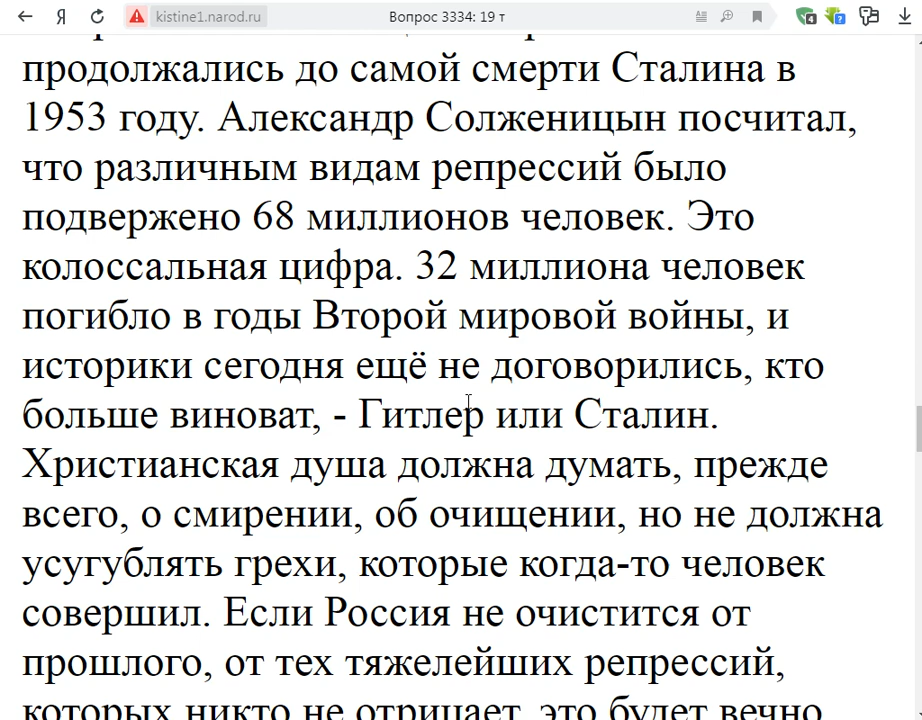 Я kistine1.narod.ru Вопрос 3334: 19 т
продолжались до самой смерти Сталина в
1953 году. Александр Солженицын посчитал,
что различным видам репрессий было
подвержено 68 миллионов человек. Это
колоссальная цифра. 32 миллиона человек
погибло в годы Второй мировой войны, и
историки сегодня ещё не договорились, кто
больше виноват, - Гитлер или Сталин.
Христианская душа должна думать, прежде
всего, о смирении, об очищении, но не должна
усугублять грехи, которые когда-то человек
совершил. Если Россия не очистится от
прошлого, от тех тяжелейших репрессий,
которых никто не отрицает, это будет вечно